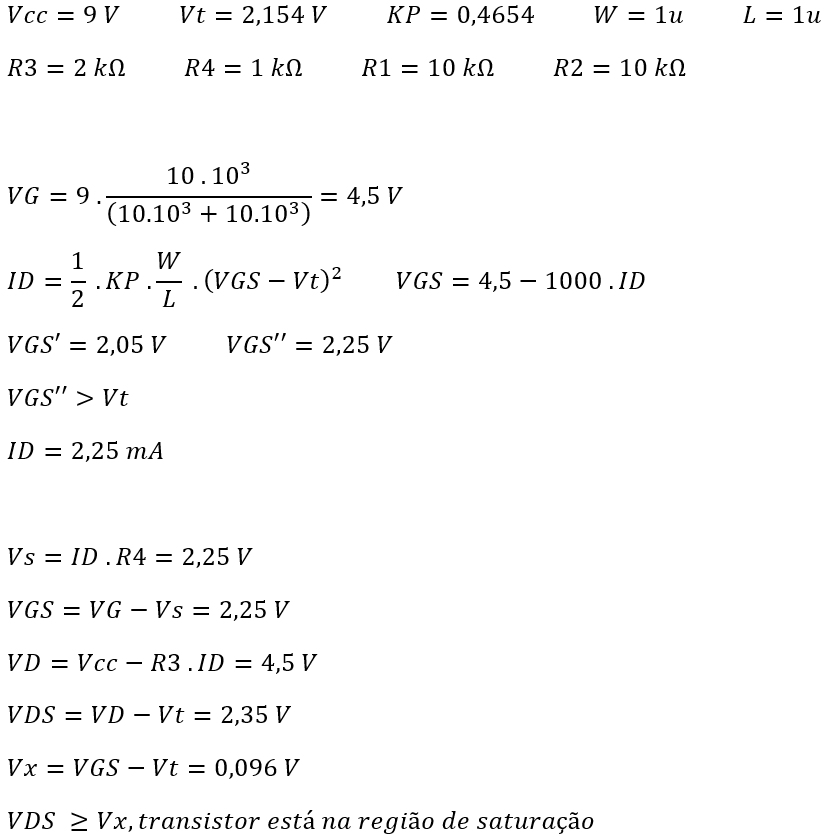 Vcc = 9 V Vt = 2,154 V KP = 0,4654 W = 1u L = 1u
R3 = 2 kΩ R4 = 1 kΩ R1 = 10 kΩ R2 = 10 kΩ
VG = 9 . 10 . 10³ / (10.10³ + 10.10³) = 4,5 V
ID = 1/2 . KP . W/L . (VGS − Vt)² VGS = 4,5 − 1000 . ID
VGS′ = 2,05 V VGS′′ = 2,25 V
VGS′′ > Vt
ID = 2,25 mA
Vs = ID . R4 = 2,25 V
VGS = VG − Vs = 2,25 V
VD = Vcc − R3 . ID = 4,5 V
VDS = VD − Vt = 2,35 V
Vx = VGS − Vt = 0,096 V
VDS ≥ Vx, transistor está na região de saturação